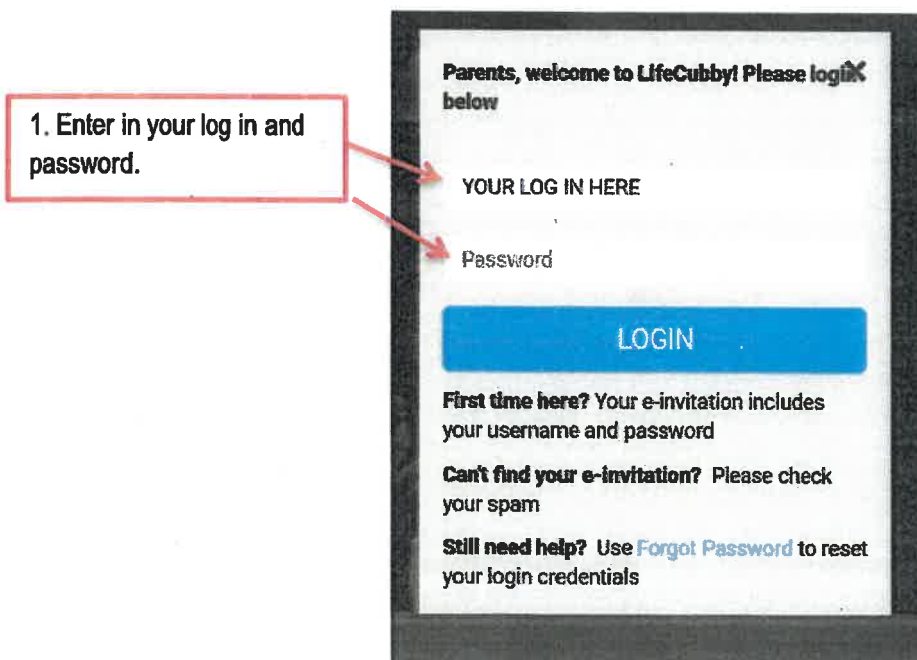 Parents, welcome to LifeCubby! Please login
below
1. Enter in your log in and
password.
YOUR LOG IN HERE
Password
LOGIN
First time here? Your e-invitation includes
your username and password
Can't find your e-invitation? Please check
your spam
Still need help? Use Forgot Password to reset
your login credentials